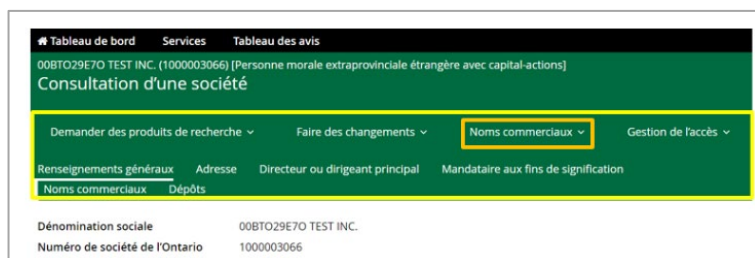 Tableau de bord Services Tableau des avis
00BTO29E7O TEST INC. (1000003066) [Personne morale extraprovinciale étrangère avec capital-actions]
Consultation d'une société
Demander des produits de recherche Faire des changements Noms commerciaux Gestion de l'accès
Renseignements généraux Adresse Directeur ou dirigeant principal Mandataire aux fins de signification
Noms commerciaux Dépôts
Dénomination sociale 00BTO29E7O TEST INC.
Numéro de société de l'Ontario 1000003066